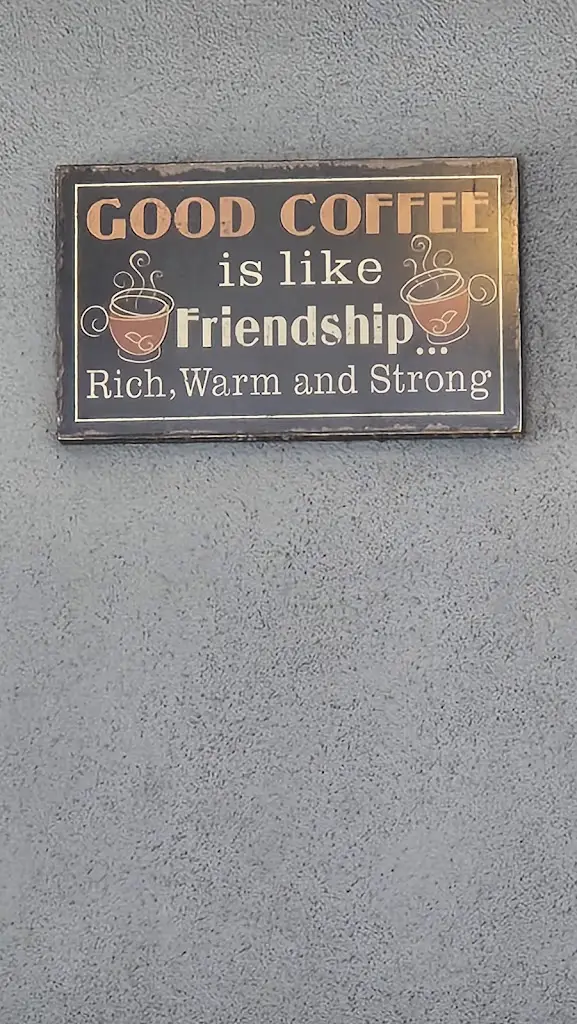 GOOD COFFEE
is like
Friendship...
Rich, Warm and Strong